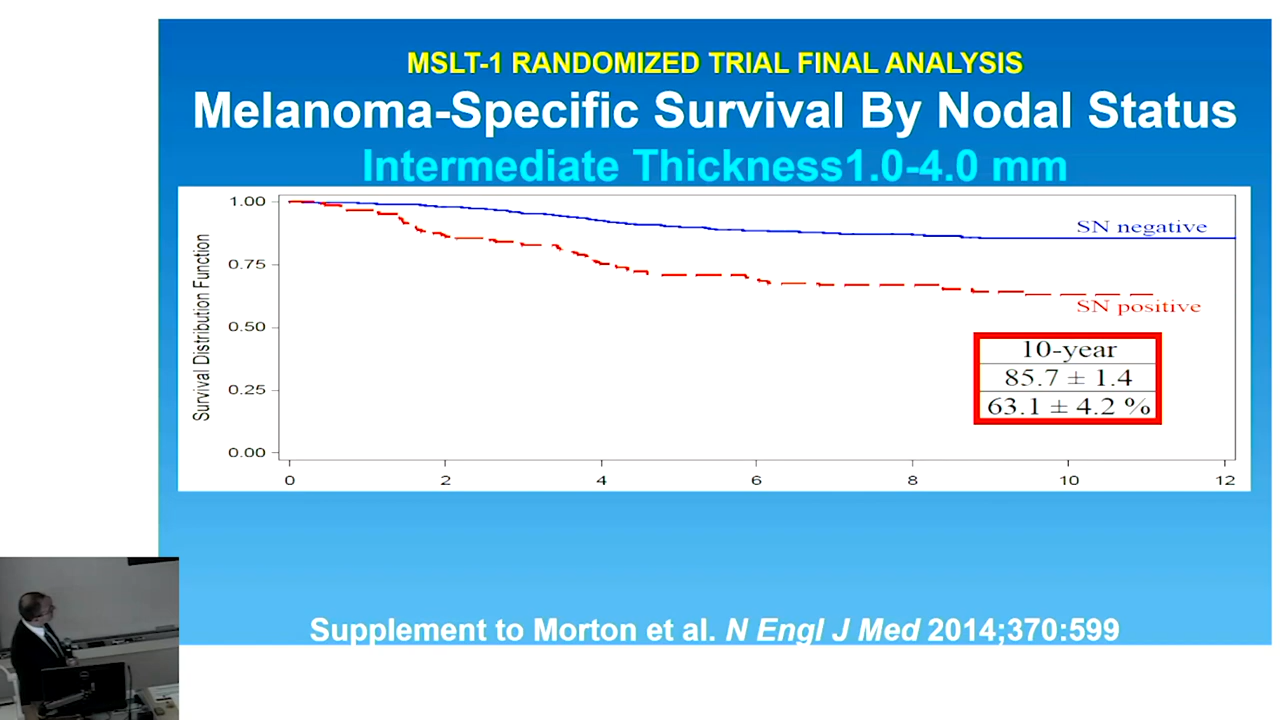 MSLT-1 RANDOMIZED TRIAL FINAL ANALYSIS
Melanoma-Specific Survival By Nodal Status
Intermediate Thickness1.0-4.0 mm
Survival Distribution Function
1.00
0.75
0.50
0.25
0.00
SN negative
SN positive
10-year
85.7 ± 1.4
63.1 ± 4.2 %
0 2 4 6 8 10 12
Supplement to Morton et al. N Engl J Med 2014;370:599